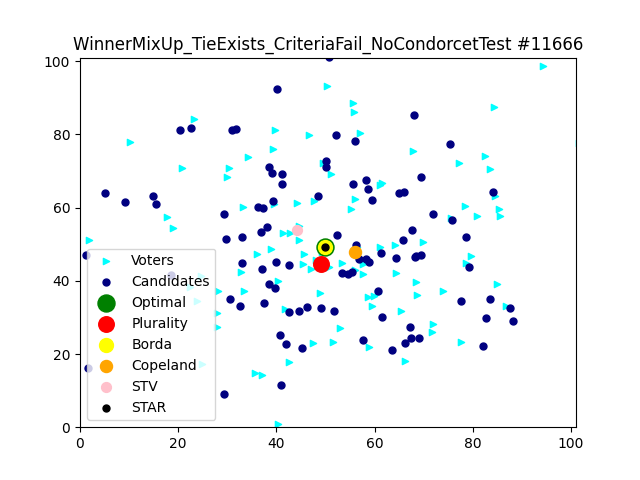 WinnerMixUp_TieExists_CriteriaFail_NoCondorcetTest #11666
100
80
60
40
20
0
0 20 40 60 80 100
Voters
Candidates
Optimal
Plurality
Borda
Copeland
STV
STAR